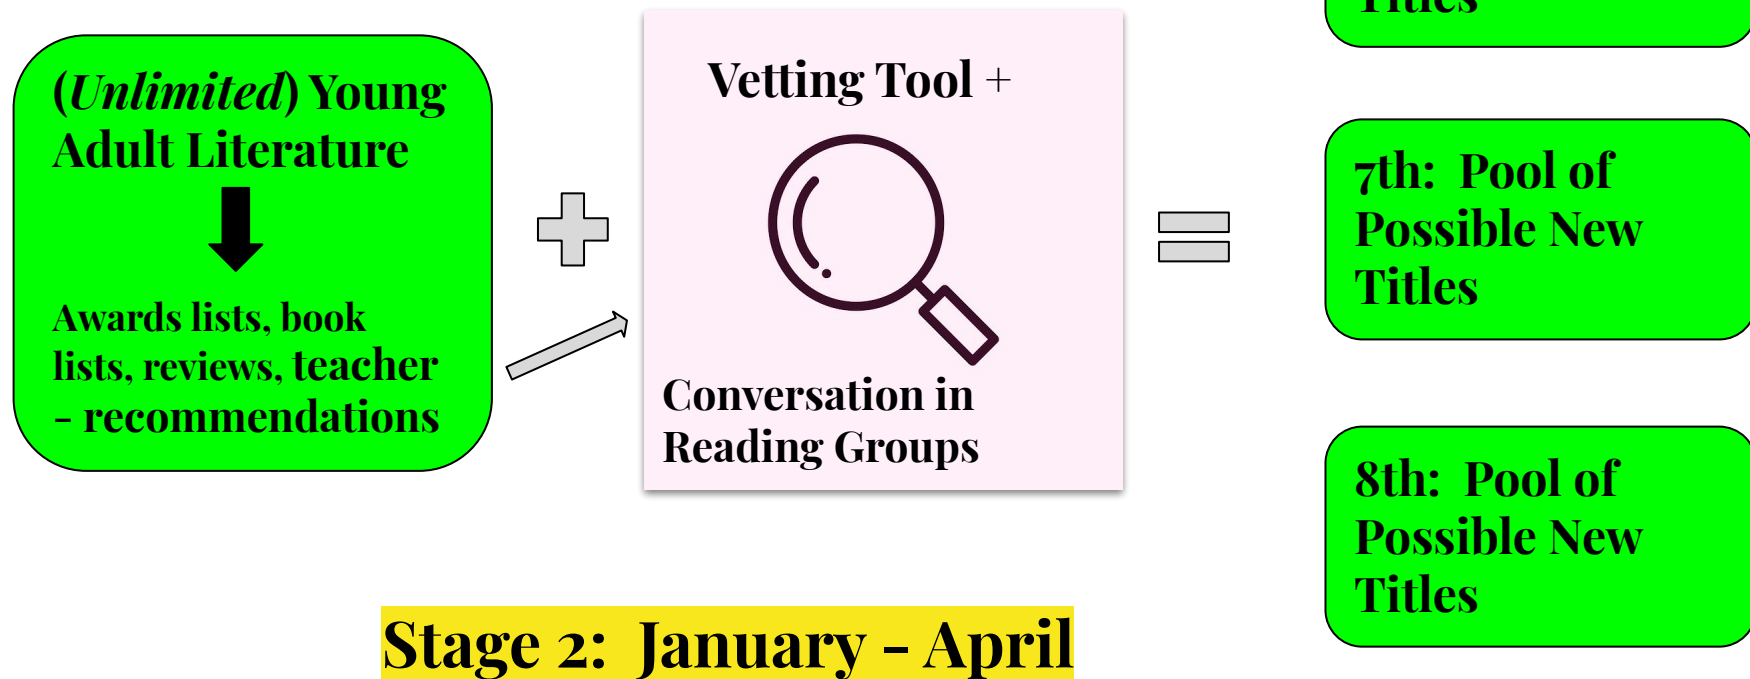 (Unlimited) Young
Adult Literature
Awards lists, book
lists, reviews, teacher
- recommendations
Vetting Tool +
Conversation in
Reading Groups
Titles
7th: Pool of
Possible New
Titles
8th: Pool of
Possible New
Titles
Stage 2: January - April